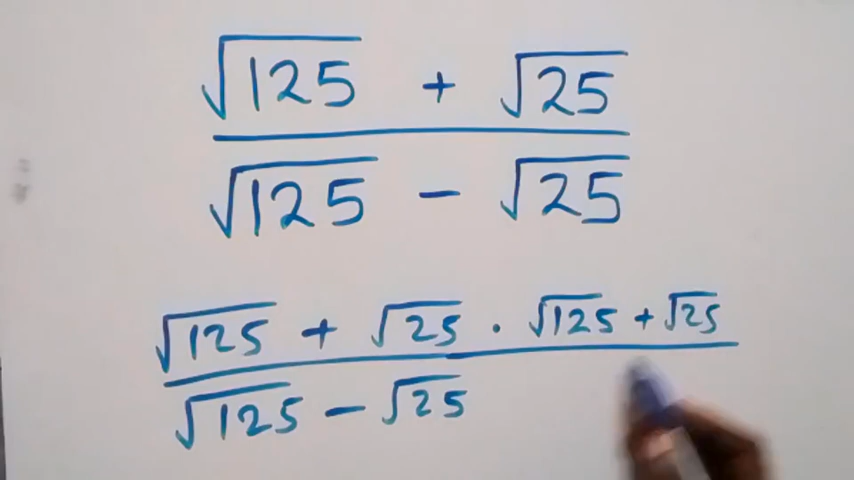 √125 + √25
√125 - √25
√125 + √25 . √125 + √25
√125 - √25